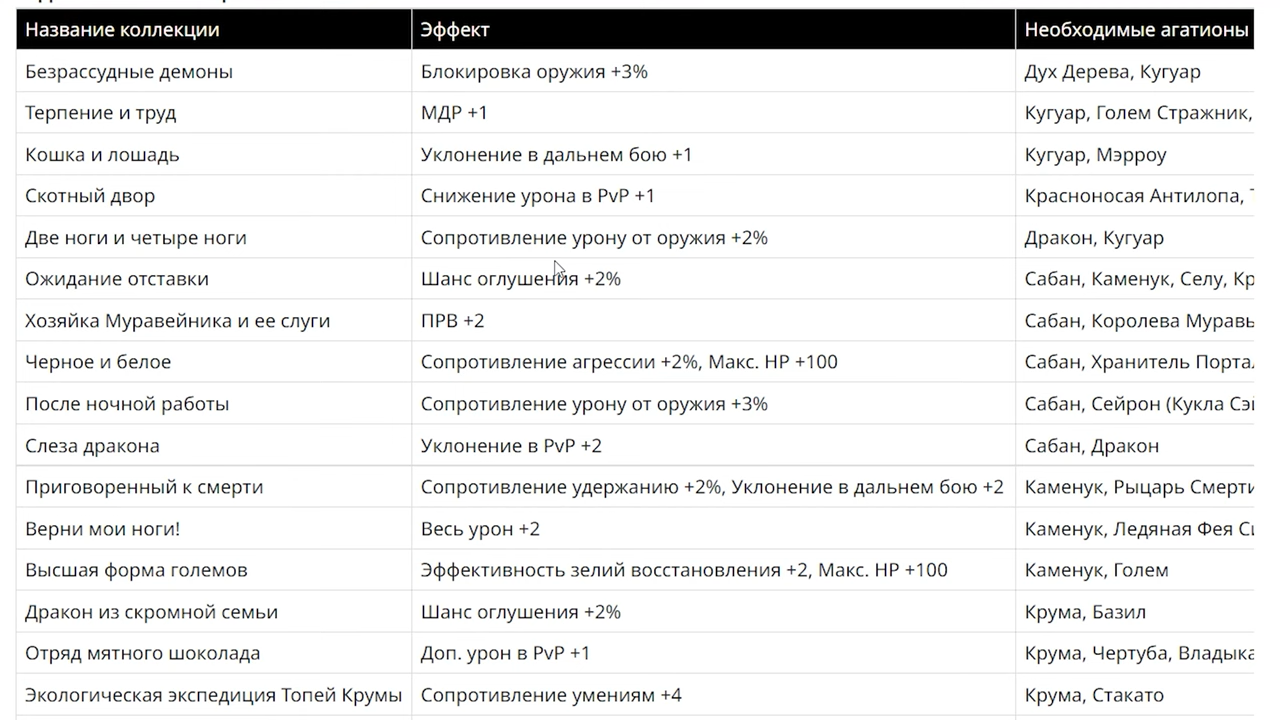 Название коллекции Эффект Необходимые агатионы
Безрассудные демоны Блокировка оружия +3% Дух Дерева, Кугуар
Терпение и труд МДР +1 Кугуар, Голем Стражник,
Кошка и лошадь Уклонение в дальнем бою +1 Кугуар, Мэрроу
Скотный двор Снижение урона в PvP +1 Красноносая Антилопа,
Две ноги и четыре ноги Сопротивление урону от оружия +2% Дракон, Кугуар
Ожидание отставки Шанс оглушения +2% Сабан, Каменук, Селу, Кр
Хозяйка Муравейника и ее слуги ПРВ +2 Сабан, Королева Муравь
Черное и белое Сопротивление агрессии +2%, Макс. HP +100 Сабан, Хранитель Портал
После ночной работы Сопротивление урону от оружия +3% Сабан, Сейрон (Кукла Сэй
Слеза дракона Уклонение в PvP +2 Сабан, Дракон
Приговоренный к смерти Сопротивление удержанию +2%, Уклонение в дальнем бою +2 Каменук, Рыцарь Смерти
Верни мои ноги! Весь урон +2 Каменук, Ледяная Фея Си
Высшая форма големов Эффективность зелий восстановления +2, Макс. HP +100 Каменук, Голем
Дракон из скромной семьи Шанс оглушения +2% Крума, Базил
Отряд мятного шоколада Доп. урон в PvP +1 Крума, Чертуба, Владыка
Экологическая экспедиция Топей Крумы Сопротивление умениям +4 Крума, Стакато